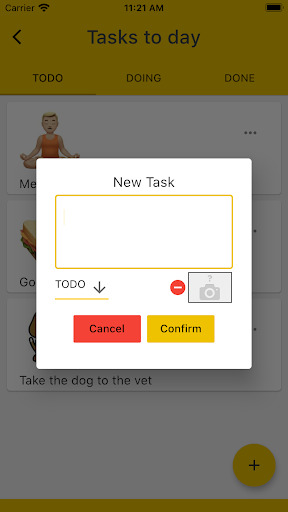 Carrier 11:21 AM
Tasks to day
TODO DOING DONE
Me
New Task
Go
TODO
?
Cancel Confirm
Take the dog to the vet